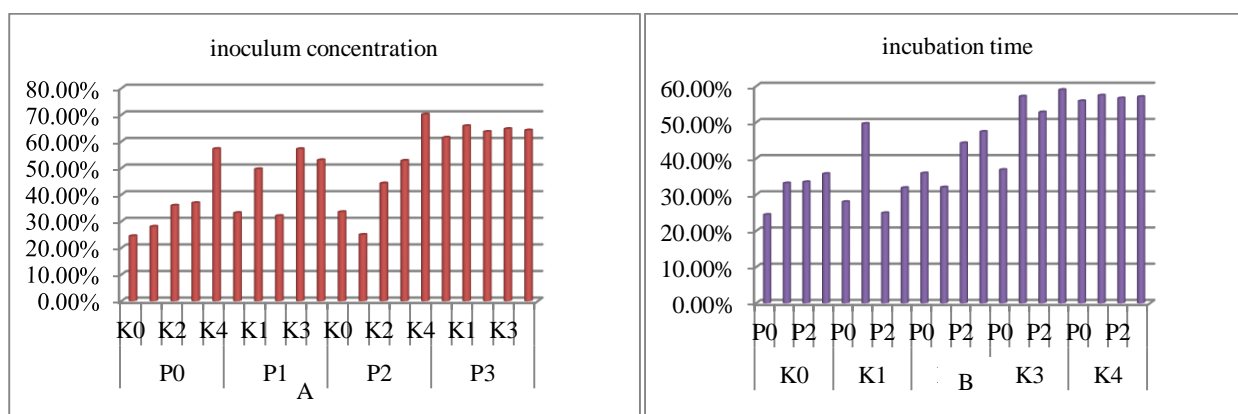 inoculum concentration
80.00%
70.00%
60.00%
50.00%
40.00%
30.00%
20.00%
10.00%
0.00%
K0 K2 K4 K1 K3 K0 K2 K4 K1 K3
P0 P1 P2 P3
A
incubation time
60.00%
50.00%
40.00%
30.00%
20.00%
10.00%
0.00%
P0 P2 P0 P2 P0 P2 P0 P2 P0 P2
K0 K1 B K3 K4